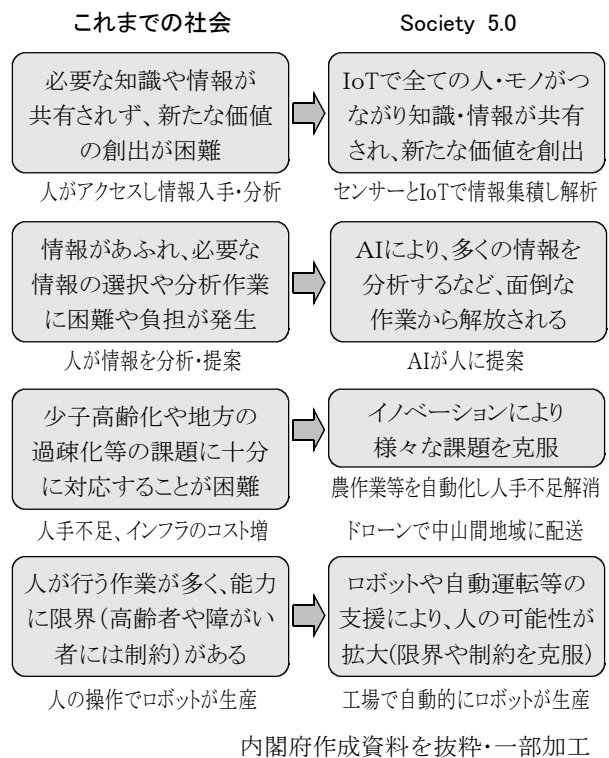 これまでの社会
Society 5.0
必要な知識や情報が
共有されず、新たな価値
の創出が困難
IoTで全ての人・モノがつ
ながり知識・情報が共有
され、新たな価値を創出
人がアクセスし情報入手・分析
センサーとIoTで情報集積し解析
情報があふれ、必要な
情報の選択や分析作業
に困難や負担が発生
AIにより、多くの情報を
分析するなど、面倒な
作業から解放される
人が情報を分析・提案
AIが人に提案
少子高齢化や地方の
過疎化等の課題に十分
に対応することが困難
イノベーションにより
様々な課題を克服
人手不足、インフラのコスト増
農作業等を自動化し人手不足解消
ドローンで中山間地域に配送
人が行う作業が多く、能力
に限界(高齢者や障がい
者には制約)がある
ロボットや自動運転等の
支援により、人の可能性が
拡大(限界や制約を克服)
人の操作でロボットが生産
工場で自動的にロボットが生産
内閣府作成資料を抜粋・一部加工